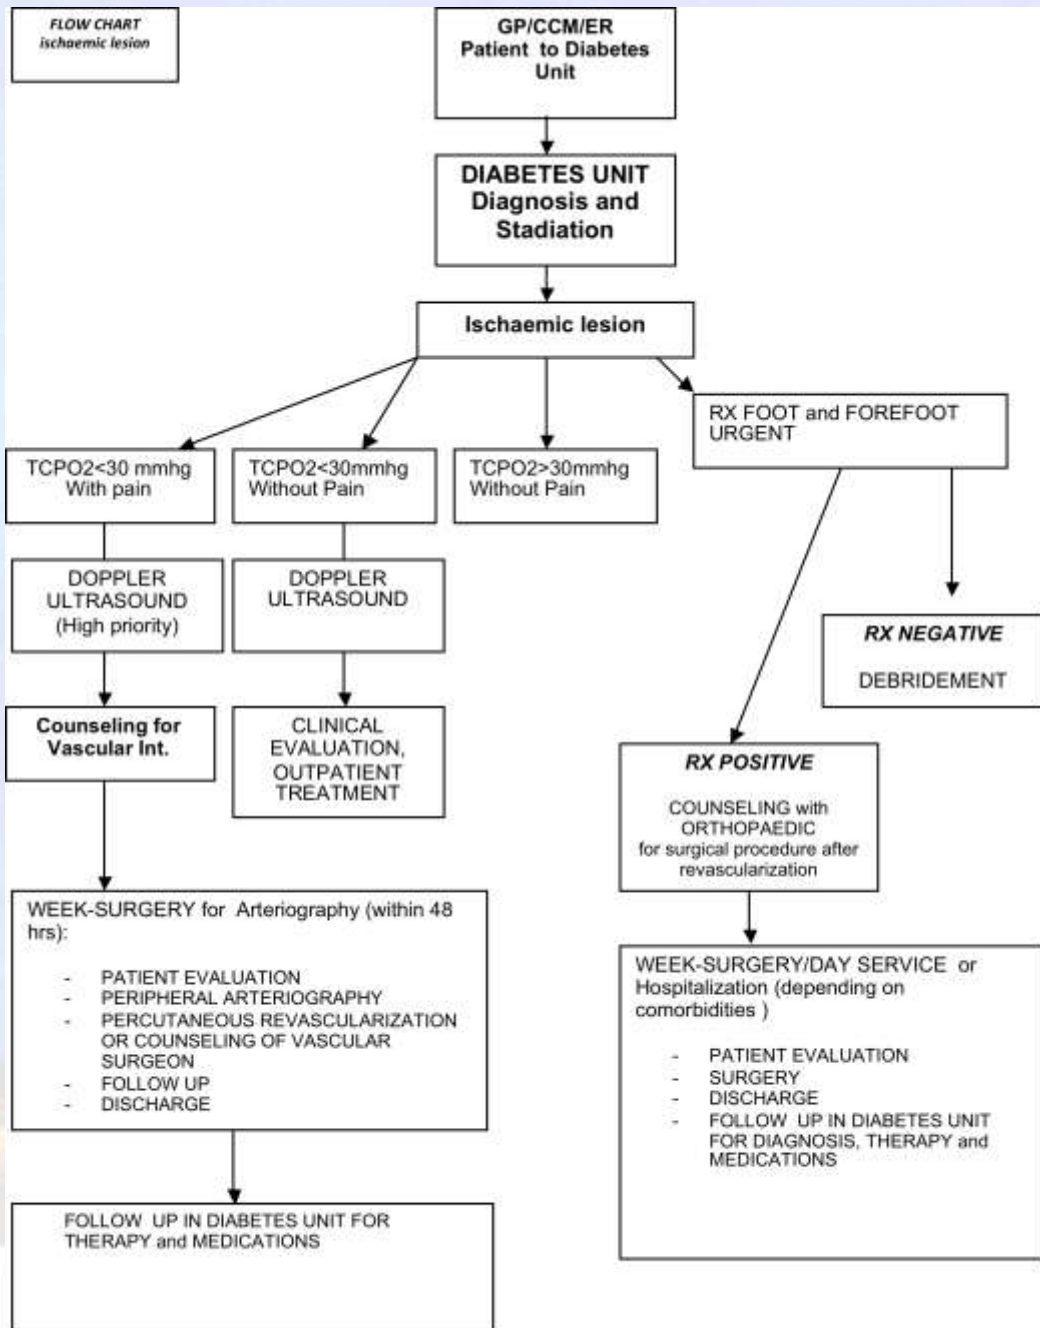 FLOW CHART
ischaemic lesion
GP/CCM/ER
Patient to Diabetes
Unit
DIABETES UNIT
Diagnosis and
Stadiation
Ischaemic lesion
RX FOOT and FOREFOOT
URGENT
TCPO2<30 mmhg
With pain
TCPO2<30mmhg
Without Pain
TCPO2>30mmhg
Without Pain
DOPPLER
ULTRASOUND
(High priority)
DOPPLER
ULTRASOUND
RX NEGATIVE
DEBRIDEMENT
Counseling for
Vascular Int.
CLINICAL
EVALUATION,
OUTPATIENT
TREATMENT
RX POSITIVE
COUNSELING with
ORTHOPAEDIC
for surgical procedure after
revascularization
WEEK-SURGERY for Arteriography (within 48
hrs):
- PATIENT EVALUATION
- PERIPHERAL ARTERIOGRAPHY
- PERCUTANEOUS REVASCULARIZATION
OR COUNSELING OF VASCULAR
SURGEON
- FOLLOW UP
- DISCHARGE
WEEK-SURGERY/DAY SERVICE or
Hospitalization (depending on
comorbidities )
- PATIENT EVALUATION
- SURGERY
- DISCHARGE
- FOLLOW UP IN DIABETES UNIT
FOR DIAGNOSIS, THERAPY and
MEDICATIONS
FOLLOW UP IN DIABETES UNIT FOR
THERAPY and MEDICATIONS